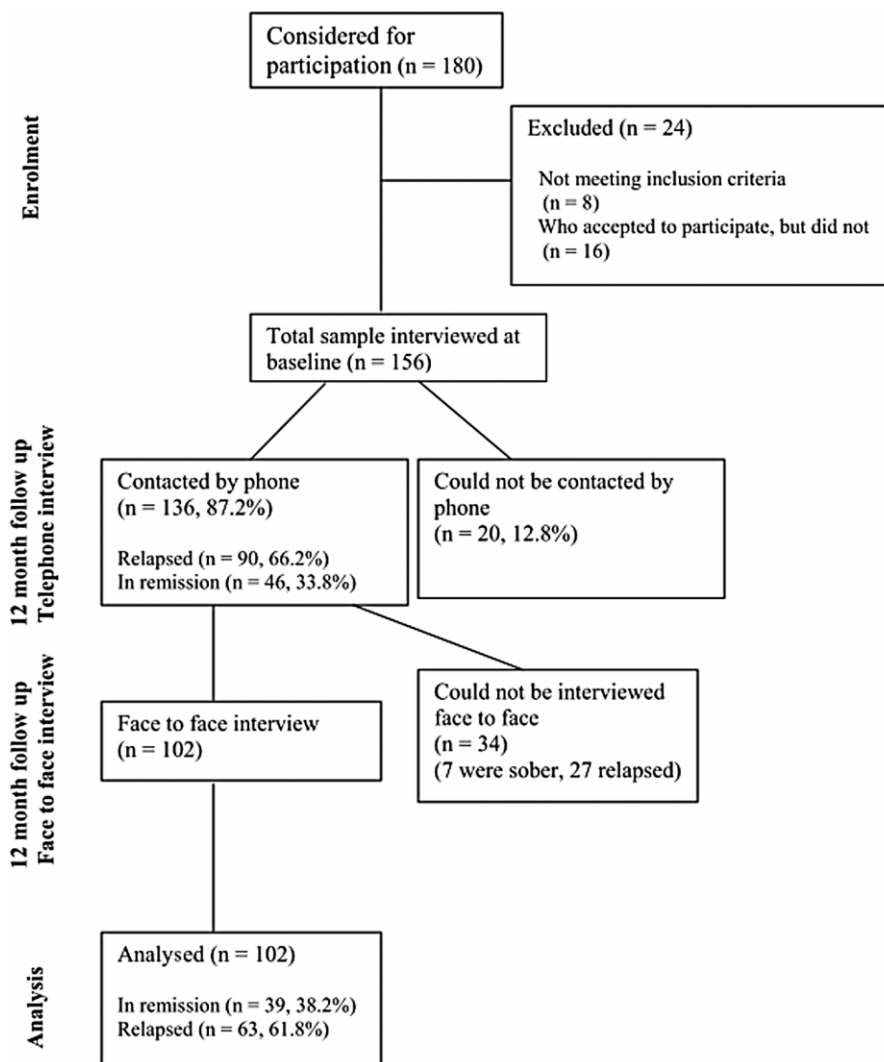 Considered for
participation (n = 180)
Enrolment
Excluded (n = 24)
Not meeting inclusion criteria
(n = 8)
Who accepted to participate, but did not
(n = 16)
Total sample interviewed at
baseline (n = 156)
12 month follow up
Telephone interview
Contacted by phone
(n = 136, 87.2%)
Relapsed (n = 90, 66.2%)
In remission (n = 46, 33.8%)
Could not be contacted by
phone
(n = 20, 12.8%)
12 month follow up
Face to face interview
Face to face interview
(n = 102)
Could not be interviewed
face to face
(n = 34)
(7 were sober, 27 relapsed)
Analysis
Analysed (n = 102)
In remission (n = 39, 38.2%)
Relapsed (n = 63, 61.8%)